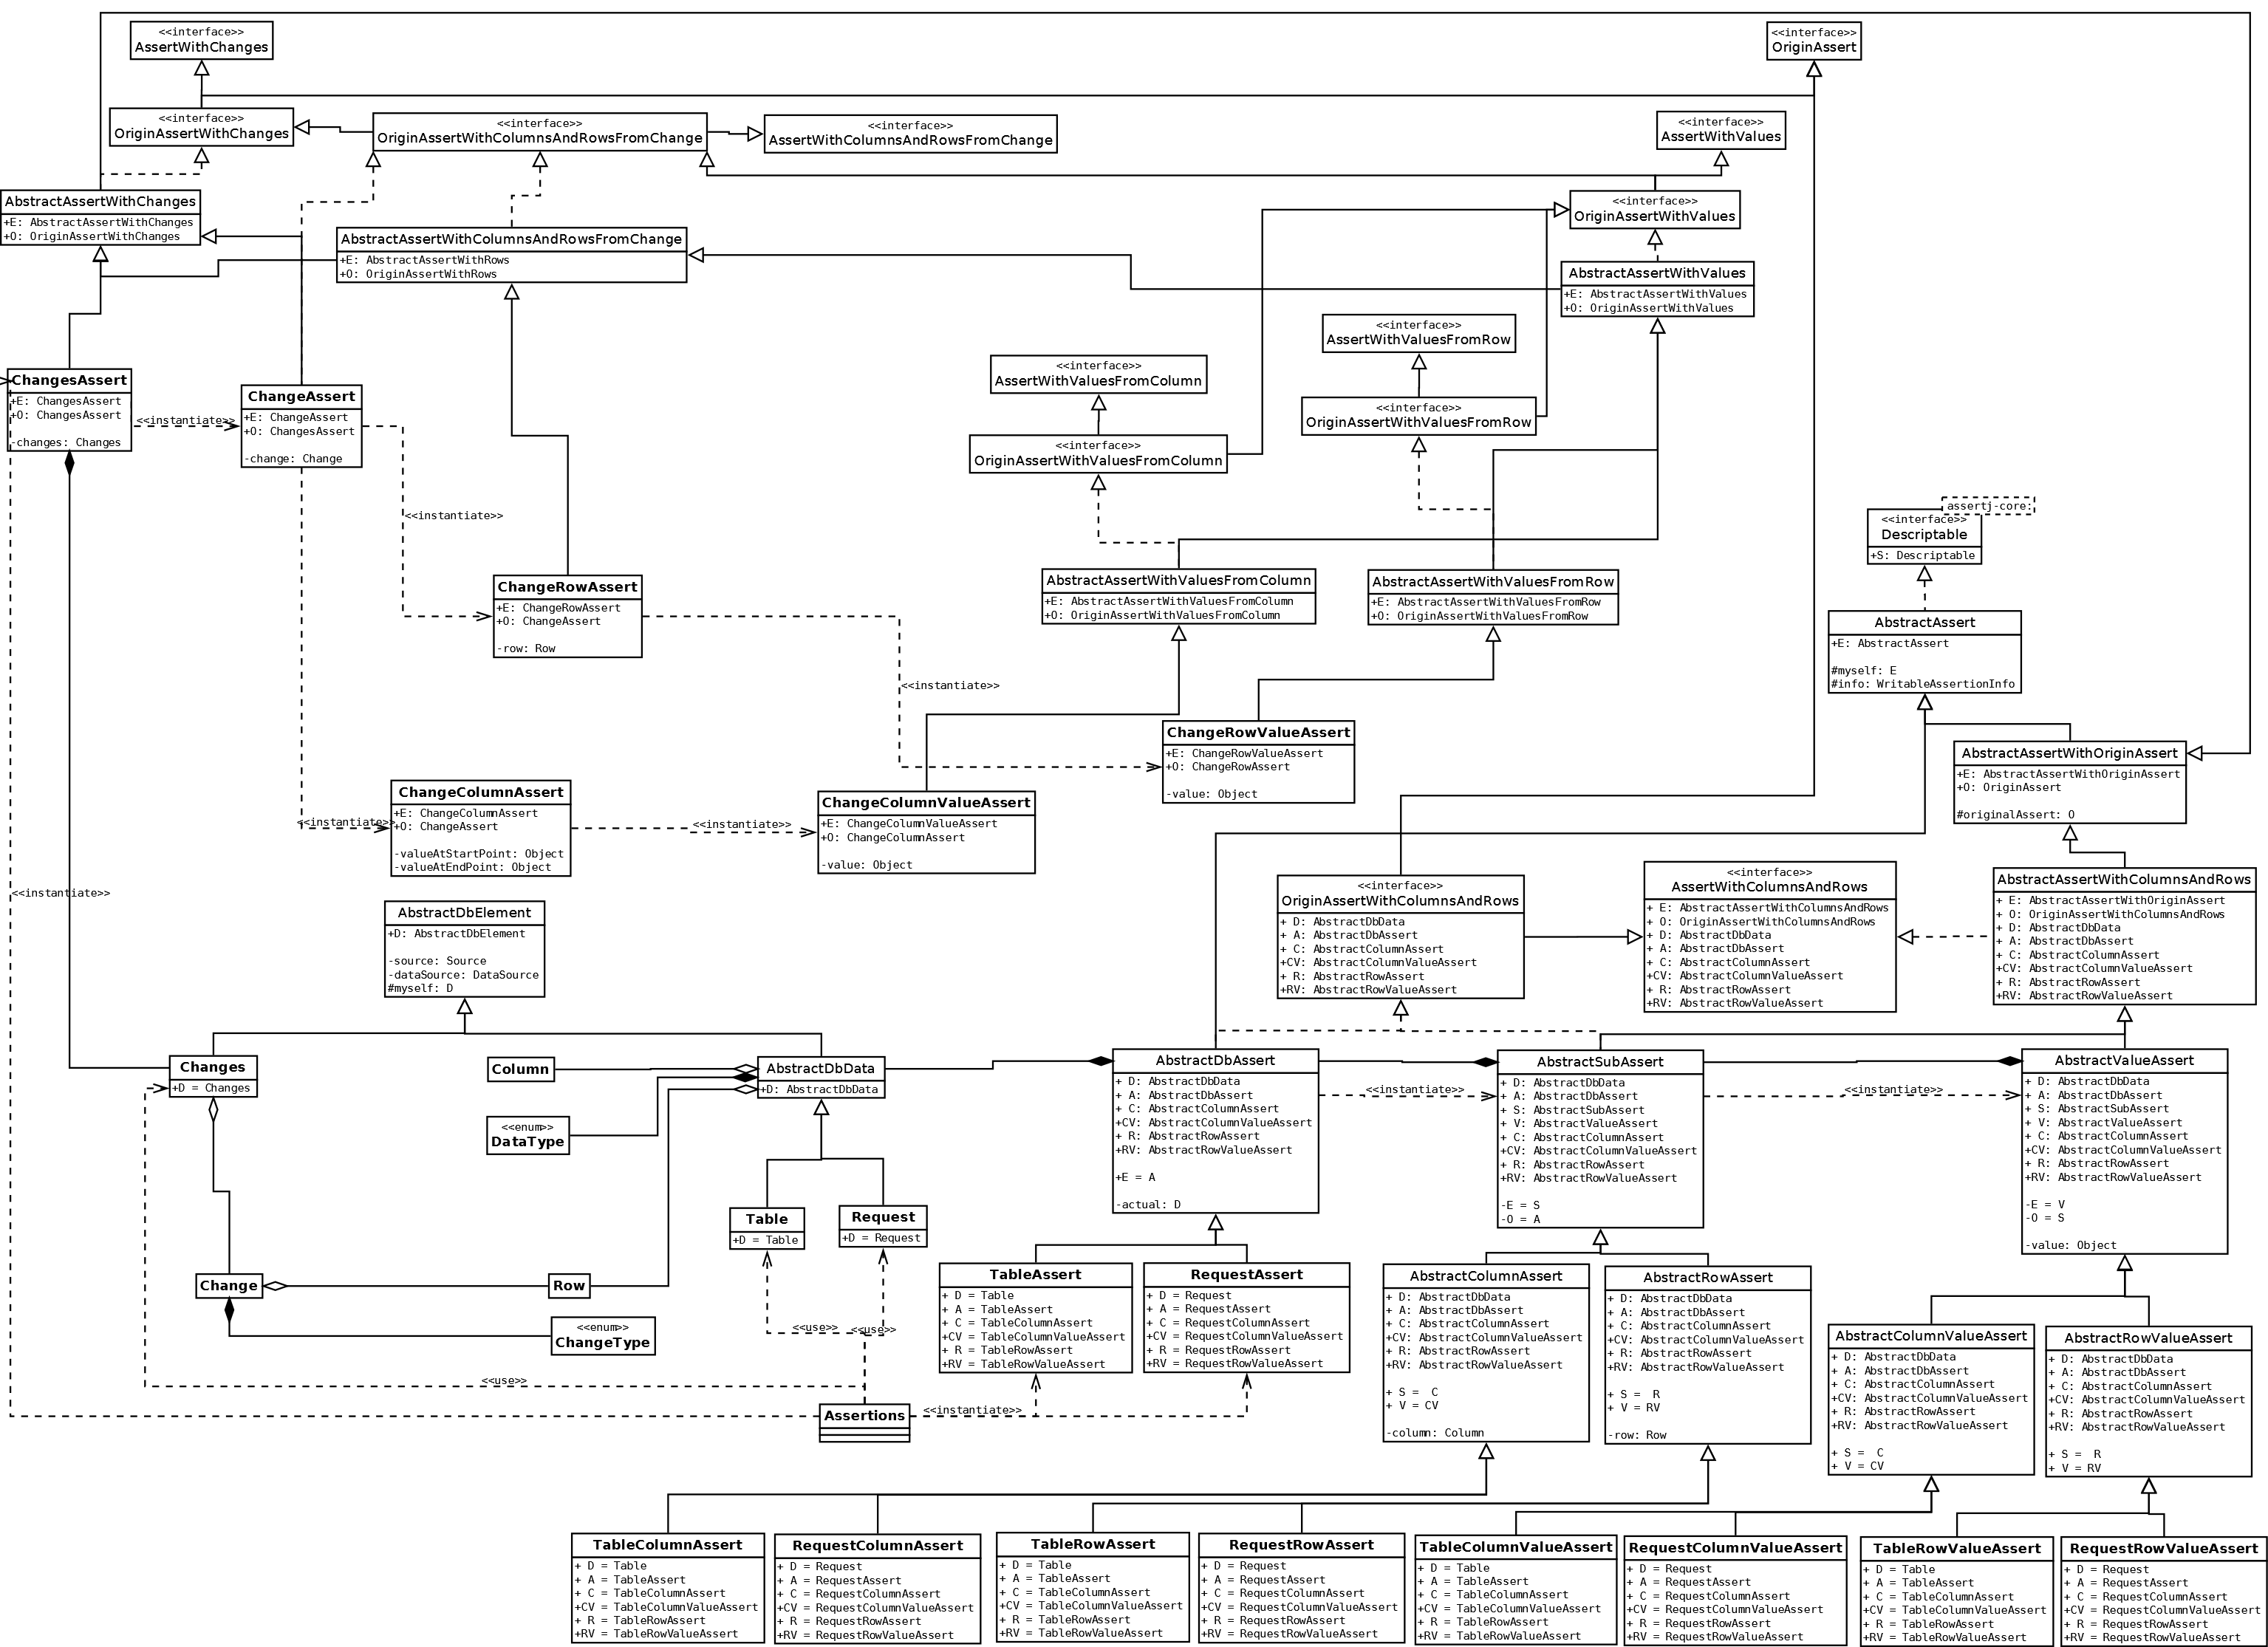 <<interface>>
AssertWithChanges
<<interface>>
OriginAssert
<<interface>>
OriginAssertWithChanges
<<interface>>
OriginAssertWithColumnsAndRowsFromChange
<<interface>>
AssertWithColumnsAndRowsFromChange
<<interface>>
AssertWithValues
AbstractAssertWithChanges
+E: AbstractAssertWithChanges
+O: OriginAssertWithChanges
<<interface>>
OriginAssertWithValues
AbstractAssertWithColumnsAndRowsFromChange
+E: AbstractAssertWithRows
+O: OriginAssertWithRows
AbstractAssertWithValues
+E: AbstractAssertWithValues
+O: OriginAssertWithValues
<<interface>>
AssertWithValuesFromRow
<<interface>>
AssertWithValuesFromColumn
ChangesAssert
+E: ChangesAssert
+O: ChangesAssert
-changes: Changes
<<instantiate>>
ChangeAssert
+E: ChangeAssert
+O: ChangesAssert
-change: Change
<<interface>>
OriginAssertWithValuesFromRow
<<interface>>
OriginAssertWithValuesFromColumn
<<instantiate>>
assertj-core:
<<interface>>
Descriptable
+S: Descriptable
ChangeRowAssert
+E: ChangeRowAssert
+O: ChangeAssert
-row: Row
AbstractAssertWithValuesFromColumn
+E: AbstractAssertWithValuesFromColumn
+O: OriginAssertWithValuesFromColumn
AbstractAssertWithValuesFromRow
+E: AbstractAssertWithValuesFromRow
+O: OriginAssertWithValuesFromRow
AbstractAssert
+E: AbstractAssert
#myself: E
#info: WritableAssertionInfo
<<instantiate>>
ChangeRowValueAssert
+E: ChangeRowValueAssert
+O: ChangeRowAssert
-value: Object
AbstractAssertWithOriginAssert
+E: AbstractAssertWithOriginAssert
+O: OriginAssert
#originalAssert: O
<<instantiate>>
ChangeColumnAssert
+E: ChangeColumnAssert
+O: ChangeAssert
-valueAtStartPoint: Object
-valueAtEndPoint: Object
<<instantiate>>
ChangeColumnValueAssert
+E: ChangeColumnValueAssert
+O: ChangeColumnAssert
-value: Object
<<instantiate>>
AbstractDbElement
+D: AbstractDbElement
-source: Source
-dataSource: DataSource
#myself: D
<<interface>>
OriginAssertWithColumnsAndRows
+ D: AbstractDbData
+ A: AbstractDbAssert
+ C: AbstractColumnAssert
+CV: AbstractColumnValueAssert
+ R: AbstractRowAssert
+RV: AbstractRowValueAssert
<<interface>>
AssertWithColumnsAndRows
+ E: AbstractAssertWithColumnsAndRows
+ O: OriginAssertWithColumnsAndRows
+ D: AbstractDbData
+ A: AbstractDbAssert
+ C: AbstractColumnAssert
+CV: AbstractColumnValueAssert
+ R: AbstractRowAssert
+RV: AbstractRowValueAssert
AbstractAssertWithColumnsAndRows
+ E: AbstractAssertWithOriginAssert
+ O: OriginAssertWithColumnsAndRows
+ D: AbstractDbData
+ A: AbstractDbAssert
+ C: AbstractColumnAssert
+CV: AbstractColumnValueAssert
+ R: AbstractRowAssert
+RV: AbstractRowValueAssert
Changes
+D = Changes
Column
<<enum>>
DataType
AbstractDbData
+D: AbstractDbData
AbstractDbAssert
+ D: AbstractDbData
+ A: AbstractDbAssert
+ C: AbstractColumnAssert
+CV: AbstractColumnValueAssert
+ R: AbstractRowAssert
+RV: AbstractRowValueAssert
+E = A
-actual: D
<<instantiate>>
AbstractSubAssert
+ D: AbstractDbData
+ A: AbstractDbAssert
+ S: AbstractSubAssert
+ V: AbstractValueAssert
+ C: AbstractColumnAssert
+CV: AbstractColumnValueAssert
+ R: AbstractRowAssert
+RV: AbstractRowValueAssert
-E = S
-O = A
<<instantiate>>
AbstractValueAssert
+ D: AbstractDbData
+ A: AbstractDbAssert
+ S: AbstractSubAssert
+ V: AbstractValueAssert
+ C: AbstractColumnAssert
+CV: AbstractColumnValueAssert
+ R: AbstractRowAssert
+RV: AbstractRowValueAssert
-E = V
-O = S
-value: Object
Table
+D = Table
Request
+D = Request
Change
Row
<<enum>>
ChangeType
<<use>>
<<use>>
<<use>>
Assertions
<<instantiate>>
TableAssert
+ D = Table
+ A = TableAssert
+ C = TableColumnAssert
+CV = TableColumnValueAssert
+ R = TableRowAssert
+RV = TableRowValueAssert
RequestAssert
+ D = Request
+ A = RequestAssert
+ C = RequestColumnAssert
+CV = RequestColumnValueAssert
+ R = RequestRowAssert
+RV = RequestRowValueAssert
AbstractColumnAssert
+ D: AbstractDbData
+ A: AbstractDbAssert
+ C: AbstractColumnAssert
+CV: AbstractColumnValueAssert
+ R: AbstractRowAssert
+RV: AbstractRowValueAssert
+ S =  C
+ V = CV
-column: Column
AbstractRowAssert
+ D: AbstractDbData
+ A: AbstractDbAssert
+ C: AbstractColumnAssert
+CV: AbstractColumnValueAssert
+ R: AbstractRowAssert
+RV: AbstractRowValueAssert
+ S =  R
+ V = RV
-row: Row
AbstractColumnValueAssert
+ D: AbstractDbData
+ A: AbstractDbAssert
+ C: AbstractColumnAssert
+CV: AbstractColumnValueAssert
+ R: AbstractRowAssert
+RV: AbstractRowValueAssert
+ S =  C
+ V = CV
AbstractRowValueAssert
+ D: AbstractDbData
+ A: AbstractDbAssert
+ C: AbstractColumnAssert
+CV: AbstractColumnValueAssert
+ R: AbstractRowAssert
+RV: AbstractRowValueAssert
+ S =  R
+ V = RV
TableColumnAssert
+ D = Table
+ A = TableAssert
+ C = TableColumnAssert
+CV = TableColumnValueAssert
+ R = TableRowAssert
+RV = TableRowValueAssert
RequestColumnAssert
+ D = Request
+ A = RequestAssert
+ C = RequestColumnAssert
+CV = RequestColumnValueAssert
+ R = RequestRowAssert
+RV = RequestRowValueAssert
TableRowAssert
+ D = Table
+ A = TableAssert
+ C = TableColumnAssert
+CV = TableColumnValueAssert
+ R = TableRowAssert
+RV = TableRowValueAssert
RequestRowAssert
+ D = Request
+ A = RequestAssert
+ C = RequestColumnAssert
+CV = RequestColumnValueAssert
+ R = RequestRowAssert
+RV = RequestRowValueAssert
TableColumnValueAssert
+ D = Table
+ A = TableAssert
+ C = TableColumnAssert
+CV = TableColumnValueAssert
+ R = TableRowAssert
+RV = TableRowValueAssert
RequestColumnValueAssert
+ D = Request
+ A = RequestAssert
+ C = RequestColumnAssert
+CV = RequestColumnValueAssert
+ R = RequestRowAssert
+RV = RequestRowValueAssert
TableRowValueAssert
+ D = Table
+ A = TableAssert
+ C = TableColumnAssert
+CV = TableColumnValueAssert
+ R = TableRowAssert
+RV = TableRowValueAssert
RequestRowValueAssert
+ D = Request
+ A = RequestAssert
+ C = RequestColumnAssert
+CV = RequestColumnValueAssert
+ R = RequestRowAssert
+RV = RequestRowValueAssert